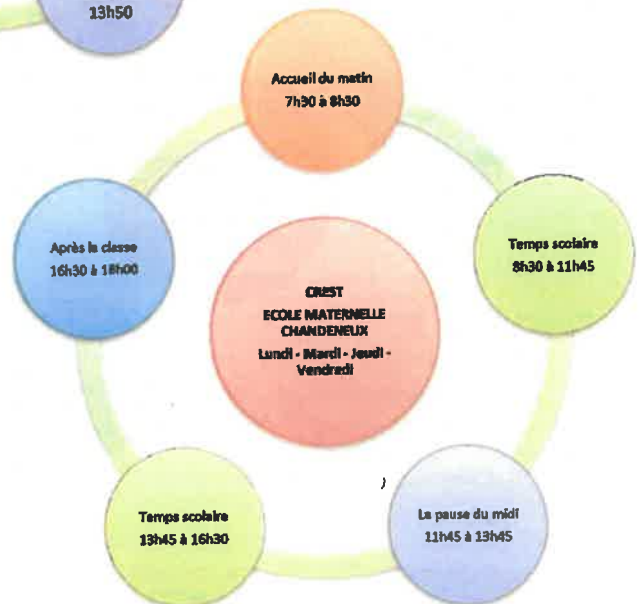 13h50
Accueil du matin
7h30 à 8h30
Temps scolaire
8h30 à 11h45
La pause du midi
11h45 à 13h45
Temps scolaire
13h45 à 16h30
Après la classe
16h30 à 18h00
CREST
ECOLE MATERNELLE
CHANDENEUX
Lundi - Mardi - Jeudi -
Vendredi